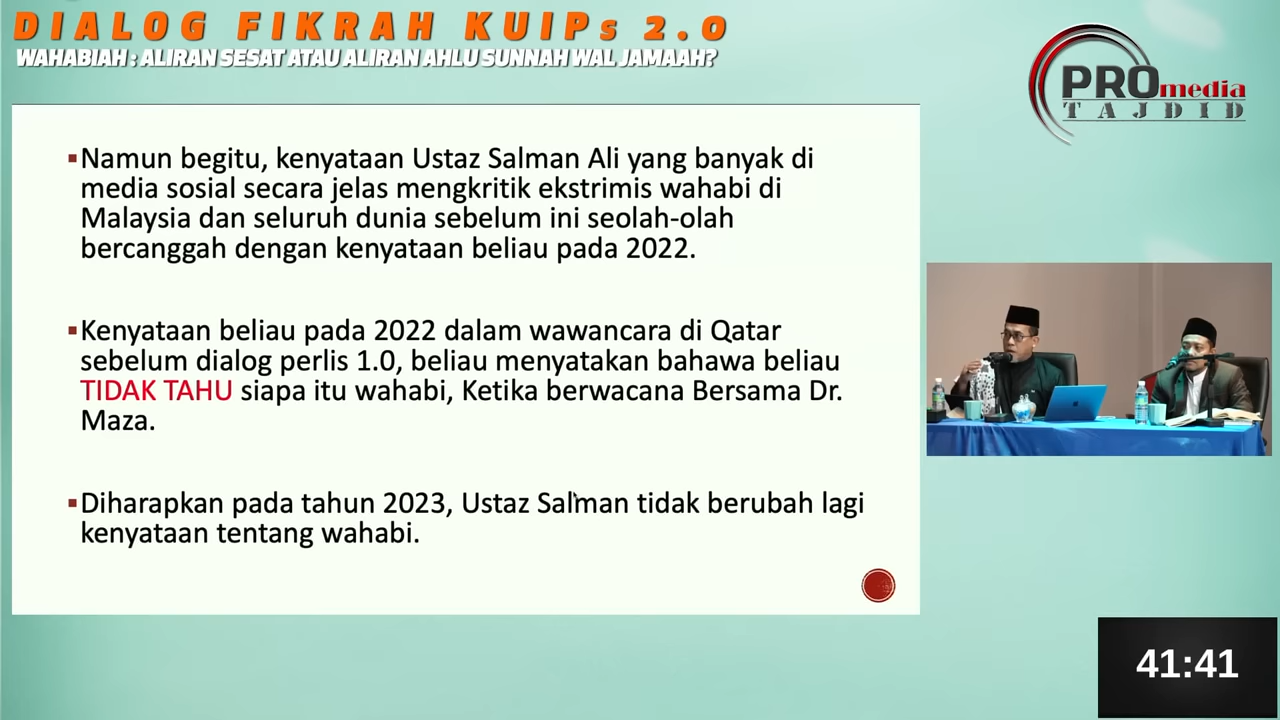 DIALOG FIKRAH KUIPs 2.0
WAHABIAH : ALIRAN SESAT ATAU ALIRAN AHLU SUNNAH WAL JAMAAH?
PROmedia
TAJDID
Namun begitu, kenyataan Ustaz Salman Ali yang banyak di
media sosial secara jelas mengkritik ekstrimis wahabi di
Malaysia dan seluruh dunia sebelum ini seolah-olah
bercanggah dengan kenyataan beliau pada 2022.
Kenyataan beliau pada 2022 dalam wawancara di Qatar
sebelum dialog perlis 1.0, beliau menyatakan bahawa beliau
TIDAK TAHU siapa itu wahabi, Ketika berwacana Bersama Dr.
Maza.
Diharapkan pada tahun 2023, Ustaz Salman tidak berubah lagi
kenyataan tentang wahabi.
41:41